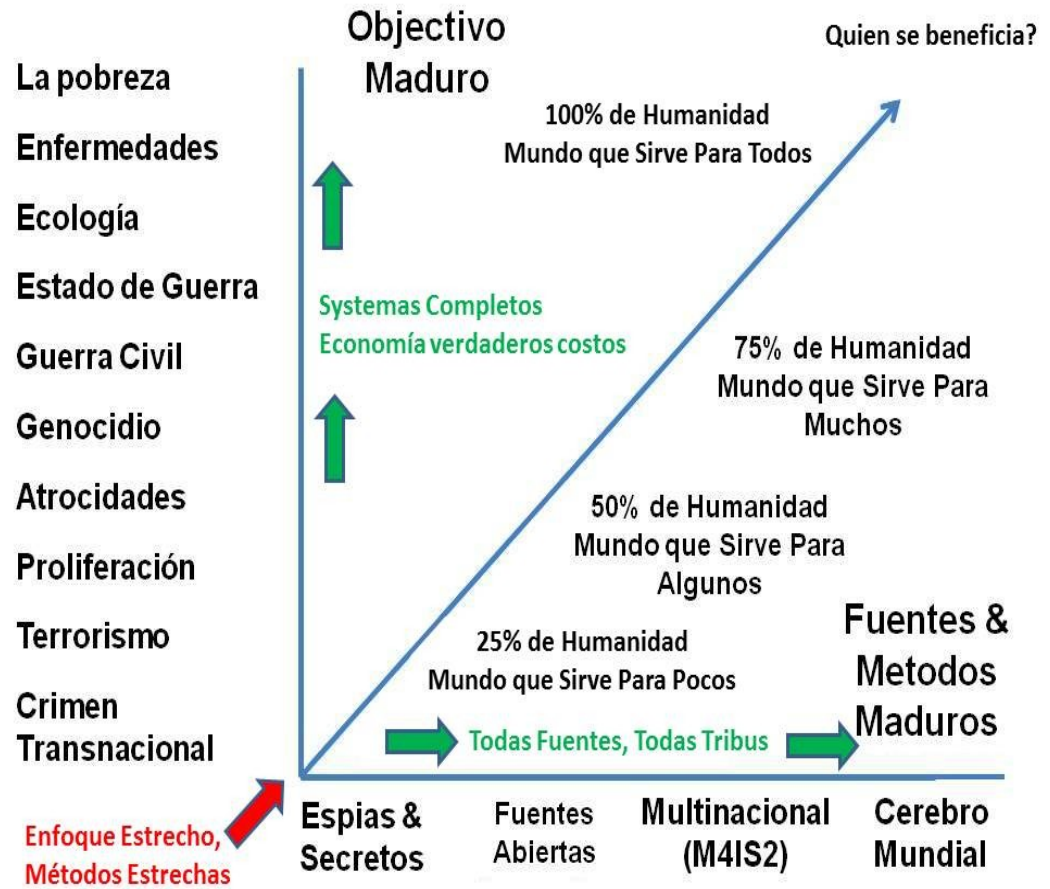 Objectivo
Maduro
Quien se beneficia?
La pobreza
Enfermedades
Ecología
Estado de Guerra
Guerra Civil
Genocidio
Atrocidades
Proliferación
Terrorismo
Crimen
Transnacional
100% de Humanidad
Mundo que Sirve Para Todos
Systemas Completos
Economía verdaderos costos
75% de Humanidad
Mundo que Sirve Para
Muchos
50% de Humanidad
Mundo que Sirve Para
Algunos
25% de Humanidad
Mundo que Sirve Para Pocos
Fuentes &
Metodos
Maduros
Todas Fuentes, Todas Tribus
Enfoque Estrecho,
Métodos Estrechas
Espias &
Secretos
Fuentes
Abiertas
Multinacional
(M4IS2)
Cerebro
Mundial